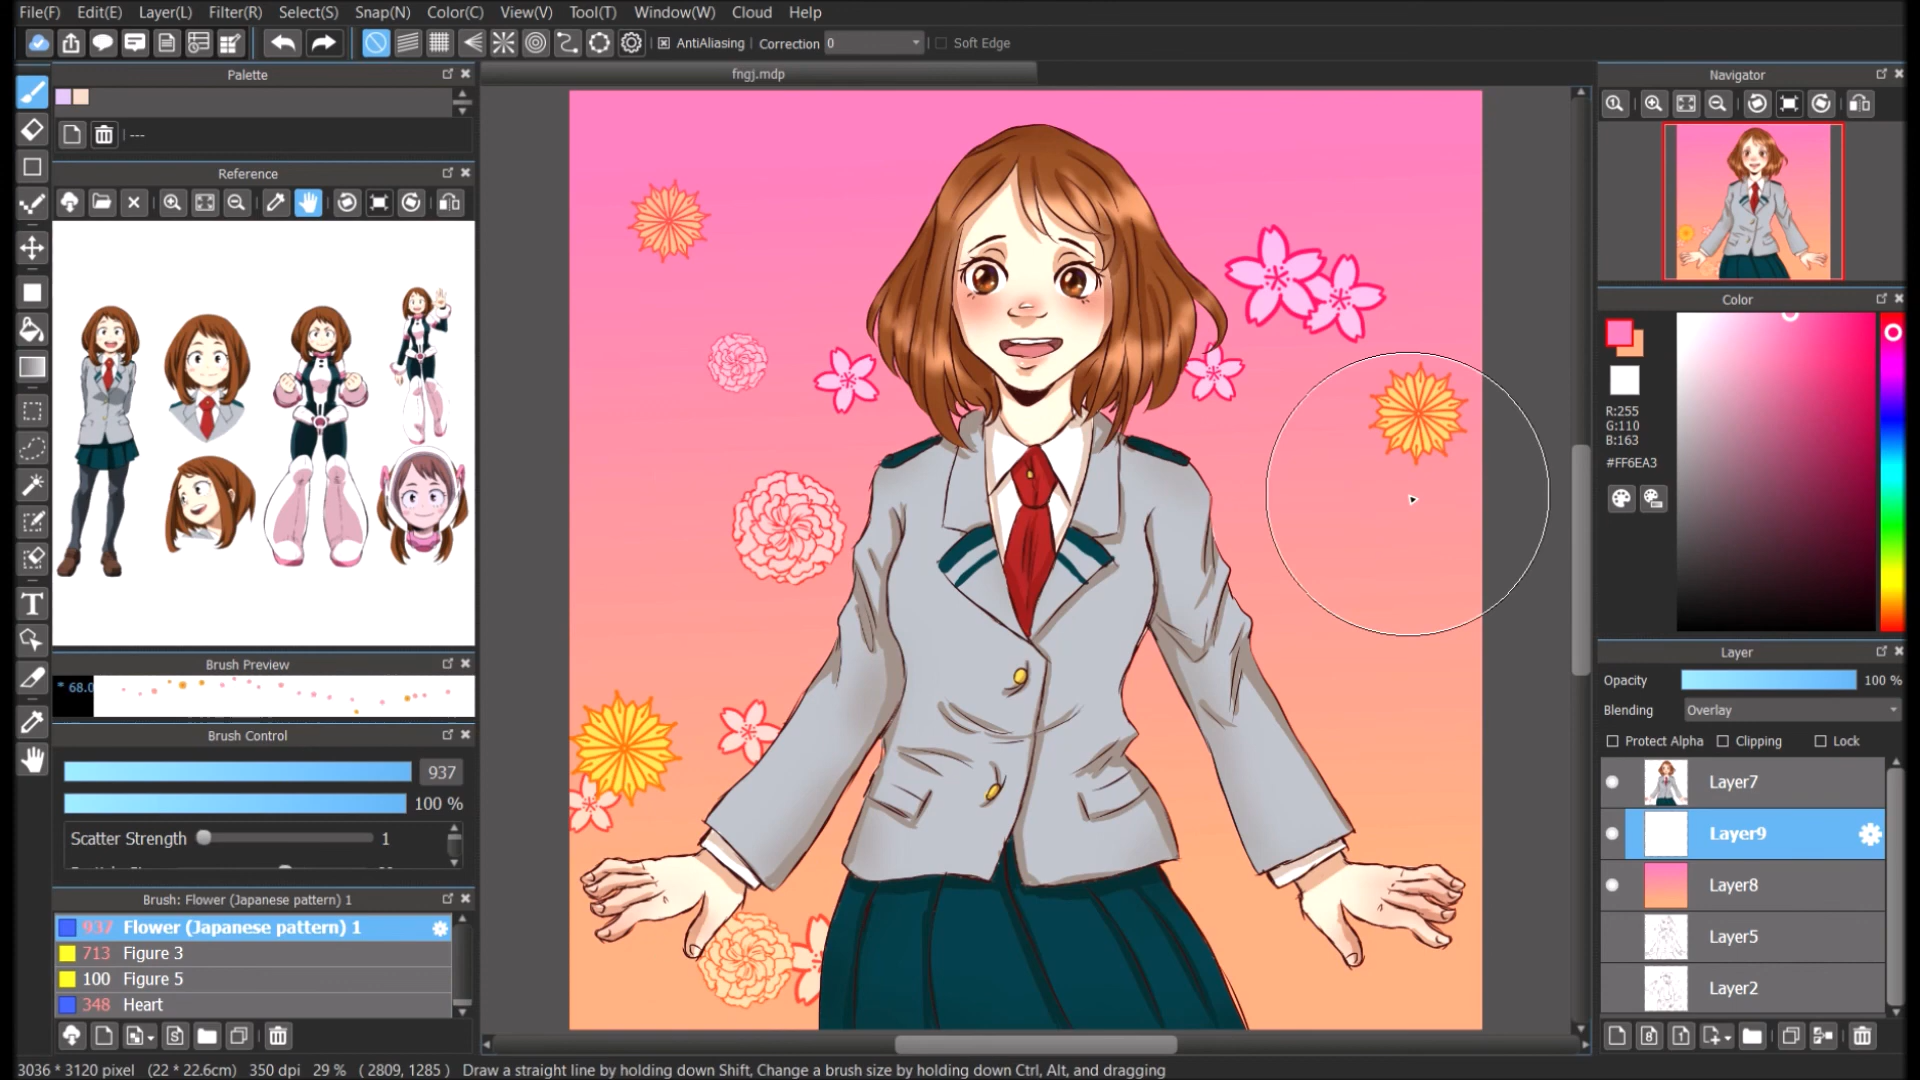 File(F) Edit(E) Layer(L) Filter(R) Select(S) Snap(N) Color(C) View(V) Tool(T) Window(W) Cloud Help
AntiAliasing Correction 0 Soft Edge
Palette
---
Reference
Brush Preview
* 68.0
Brush Control
937
100 %
Scatter Strength 1
Brush: Flower (Japanese pattern) 1
937 Flower (Japanese pattern) 1
713 Figure 3
100 Figure 5
348 Heart
fngj.mdp
Navigator
Color
R:255
G:110
B:163
#FF6EA3
Layer
Opacity 100 %
Blending Overlay
Protect Alpha Clipping Lock
Layer7
Layer9
Layer8
Layer5
Layer2
3036 * 3120 pixel (22 * 22.6cm) 350 dpi 29 % ( 2809, 1285 ) Draw a straight line by holding down Shift, Change a brush size by holding down Ctrl, Alt, and dragging